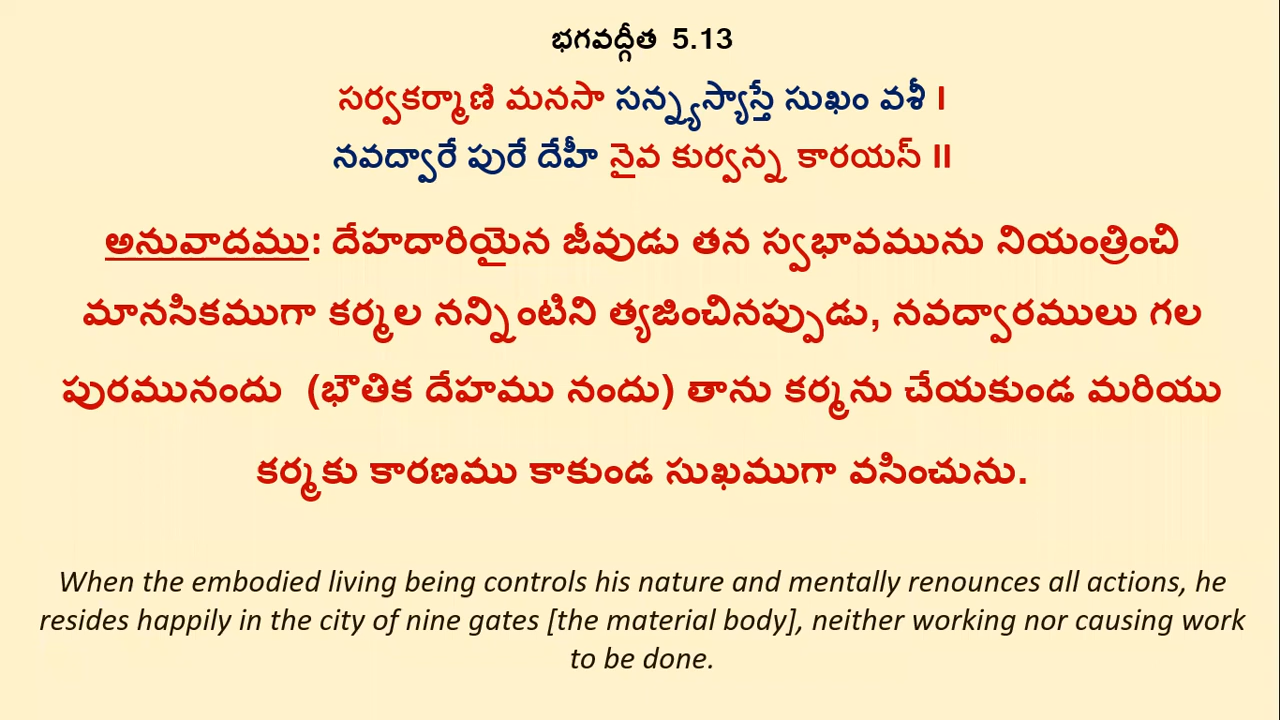 భగవద్గీత 5.13
సర్వకర్మాణి మనసా సన్న్యస్యాస్తే సుఖం వశీ I
నవద్వారే పురే దేహీ నైవ కుర్వన్న కారయస్ II
అనువాదము: దేహదారియైన జీవుడు తన స్వభావమును నియంత్రించి
మానసికముగా కర్మల నన్నింటిని త్యజించినప్పుడు, నవద్వారములు గల
పురమునందు (భౌతిక దేహము నందు) తాను కర్మను చేయకుండ మరియు
కర్మకు కారణము కాకుండ సుఖముగా వసించును.
When the embodied living being controls his nature and mentally renounces all actions, he
resides happily in the city of nine gates [the material body], neither working nor causing work
to be done.